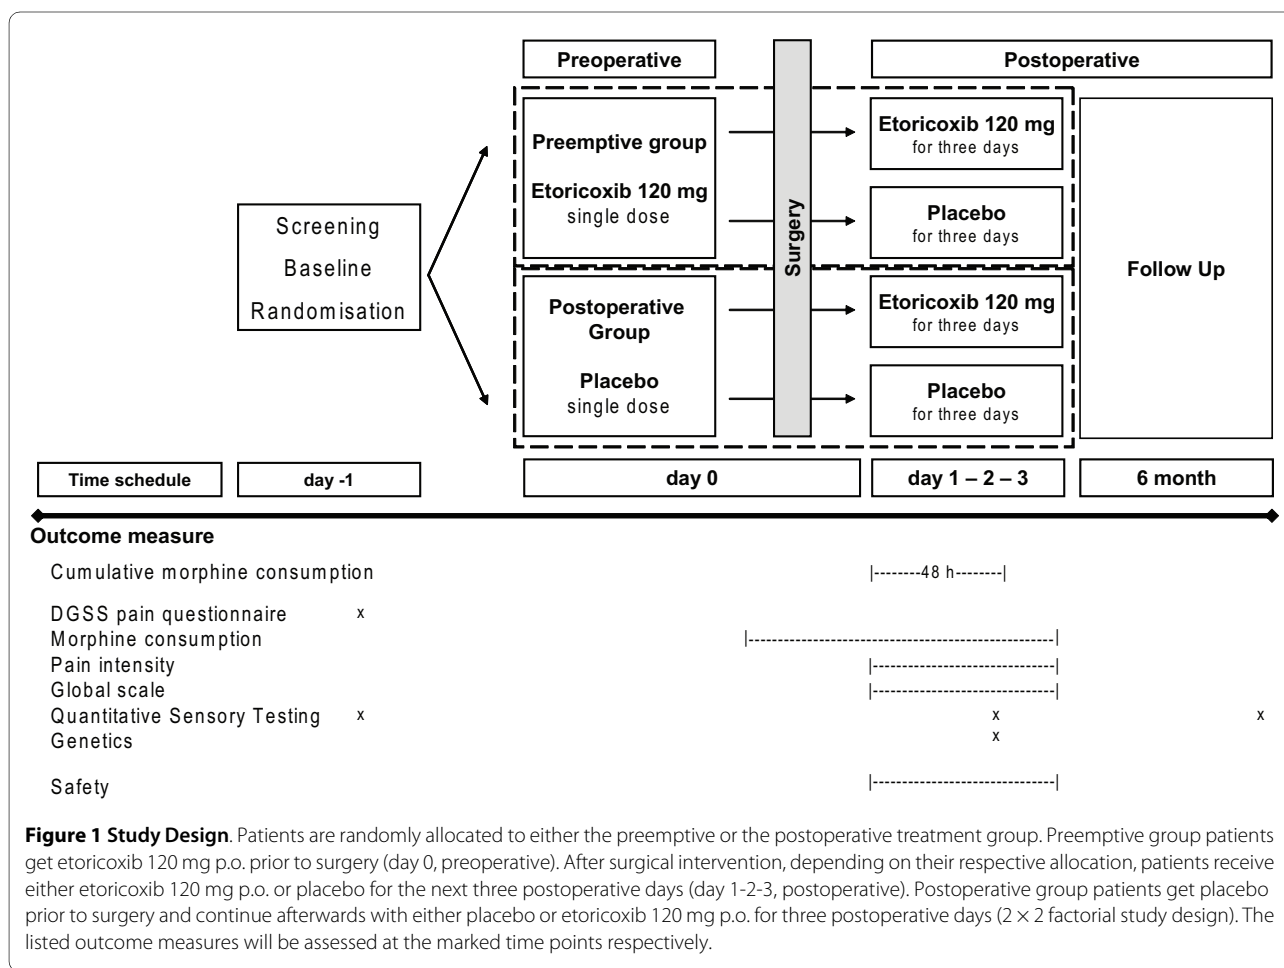 Preoperative
Postoperative
Preemptive group
Etoricoxib 120 mg
single dose
Surgery
Etoricoxib 120 mg
for three days
Placebo
for three days
Screening
Baseline
Randomisation
Postoperative
Group
Placebo
single dose
Etoricoxib 120 mg
for three days
Placebo
for three days
Follow Up
Time schedule
day -1
day 0
day 1 – 2 – 3
6 month
Outcome measure
Cumulative morphine consumption |--------48 h--------|
DGSS pain questionnaire x
Morphine consumption |----------------------------------------------------|
Pain intensity |-------------------------------|
Global scale |-------------------------------|
Quantitative Sensory Testing x x x
Genetics x
Safety |-------------------------------|
Figure 1 Study Design. Patients are randomly allocated to either the preemptive or the postoperative treatment group. Preemptive group patients
get etoricoxib 120 mg p.o. prior to surgery (day 0, preoperative). After surgical intervention, depending on their respective allocation, patients receive
either etoricoxib 120 mg p.o. or placebo for the next three postoperative days (day 1-2-3, postoperative). Postoperative group patients get placebo
prior to surgery and continue afterwards with either placebo or etoricoxib 120 mg p.o. for three postoperative days (2 × 2 factorial study design). The
listed outcome measures will be assessed at the marked time points respectively.